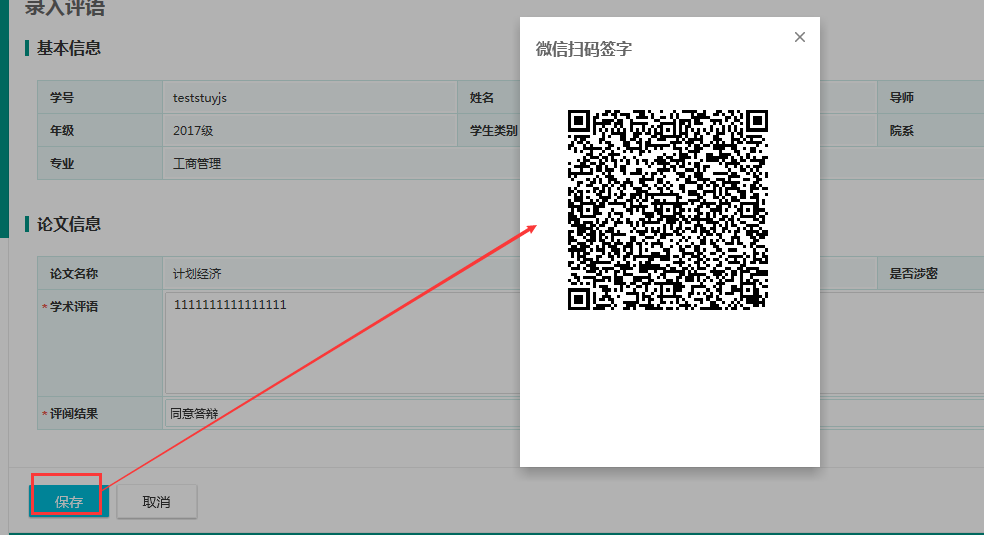 录入评语
基本信息
学号 teststuyjs 姓名 导师
年级 2017级 学生类别 院系
专业 工商管理
论文信息
论文名称 计划经济 是否涉密
*学术评语 1111111111111111
*评阅结果 同意答辩
保存 取消
微信扫码签字